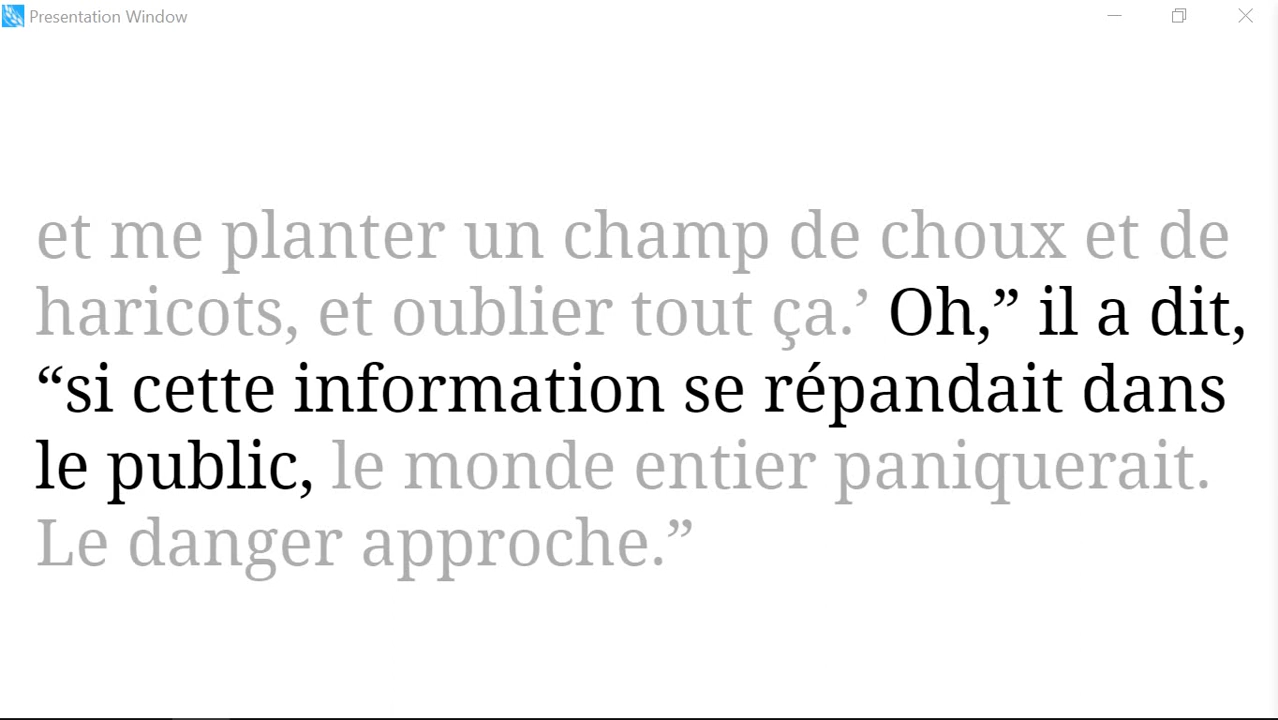 Presentation Window
et me planter un champ de choux et de
haricots, et oublier tout ça.’ Oh,” il a dit,
“si cette information se répandait dans
le public, le monde entier paniquerait.
Le danger approche.”